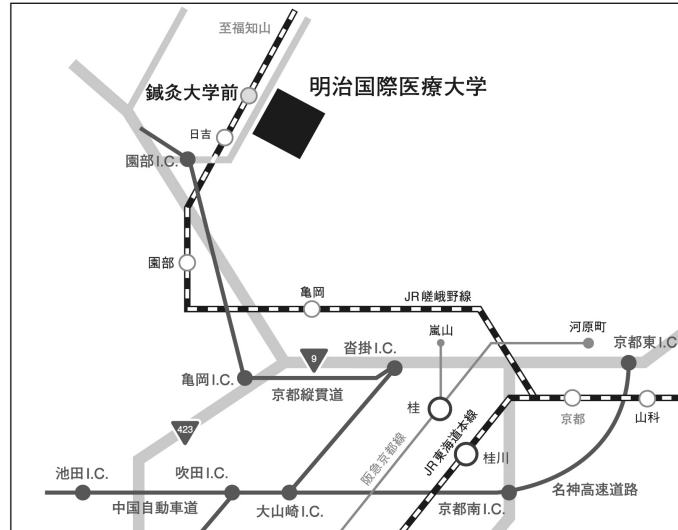 至福知山
鍼灸大学前
明治国際医療大学
日吉
園部I.C.
園部
亀岡
JR嵯峨野線
嵐山
河原町
沓掛I.C.
京都東I.C.
9
亀岡I.C.
京都縦貫道
桂
京都
山科
423
阪急京都線
JR東海道本線
桂川
池田I.C.
吹田I.C.
名神高速道路
中国自動車道
大山崎I.C.
京都南I.C.